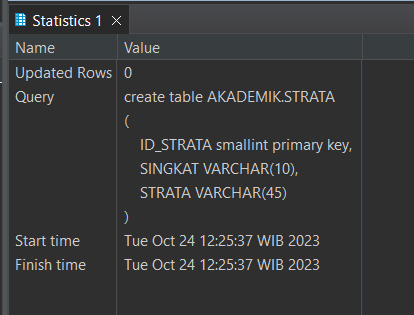 Statistics 1
Name Value
Updated Rows 0
Query create table AKADEMIK.STRATA
(
ID_STRATA smallint primary key,
SINGKAT VARCHAR(10),
STRATA VARCHAR(45)
)
Start time Tue Oct 24 12:25:37 WIB 2023
Finish time Tue Oct 24 12:25:37 WIB 2023